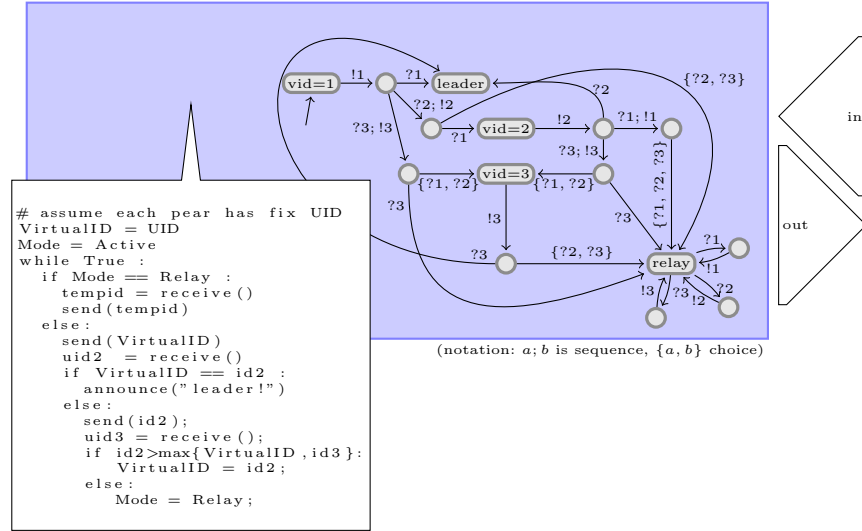 {?2, ?3}
vid=1
!1
?1
leader
?2
?2; !2
?3; !3
?1
vid=2
!2
?1; !1
?3; !3
{?1, ?2}
vid=3
{?1, ?2}
{?1, ?2, ?3}
?3
!3
?3
?3
{?2, ?3}
relay
?1
!1
?2
!2
!3
?3
in
out
(notation: a; b is sequence, {a, b} choice)
# assume each pear has fix UID
VirtualID = UID
Mode = Active
while True :
if Mode == Relay :
tempid = receive()
send(tempid)
else:
send(VirtualID)
uid2 = receive()
if VirtualID == id2 :
announce("leader!")
else:
send(id2);
uid3 = receive();
if id2>max{VirtualID,id3}:
VirtualID = id2;
else:
Mode = Relay;